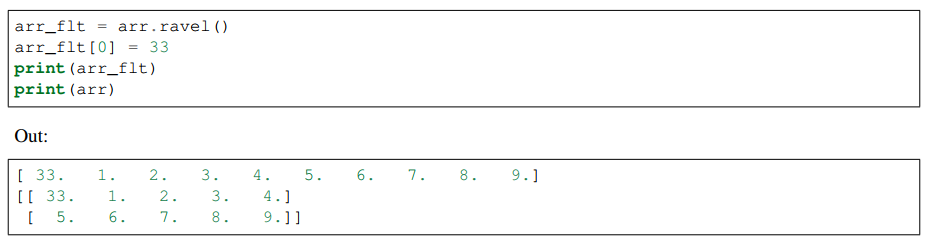 arr_flt = arr.ravel()
arr_flt[0] = 33
print(arr_flt)
print(arr)
Out:
[ 33.   1.   2.   3.   4.   5.   6.   7.   8.   9.]
[[ 33.   1.   2.   3.   4.]
 [  5.   6.   7.   8.   9.]]